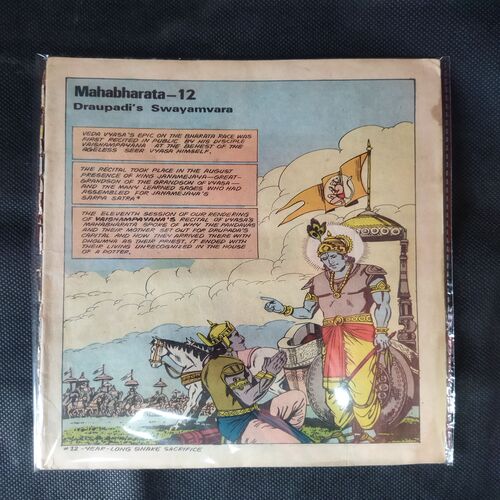 Mahabharata-12
Draupadi's Swayamvara
VEDA VYASA'S EPIC ON THE BHARATA RACE WAS
FIRST RECITED IN PUBLIC BY HIS DISCIPLE
VAISHAMPAYANA AT THE BEHEST OF THE
AGELESS SEER VYASA HIMSELF.
THE RECITAL TOOK PLACE IN THE AUGUST
PRESENCE OF KING JANAMEJAYA-GREAT-
GRANDSON OF THE GRANDSON OF VYASA-
AND THE MANY LEARNED SAGES WHO HAD
ASSEMBLED FOR JANAMEJAYA'S
SARPA SATRA*
THE ELEVENTH SESSION OF OUR RENDERING
OF VAISHAMPAYANA'S RECITAL OF VYASA'S
MAHABHARATA SPOKE OF HOW THE PANDAVAS
AND THEIR MOTHER SET OUT FOR DRUPADA'S
CAPITAL AND HOW THEY ARRIVED THERE WITH
DHOUMYA AS THEIR PRIEST. IT ENDED WITH
THEIR LIVING UNRECOGNIZED IN THE HOUSE
OF A POTTER.
*12-YEAR-LONG SNAKE SACRIFICE